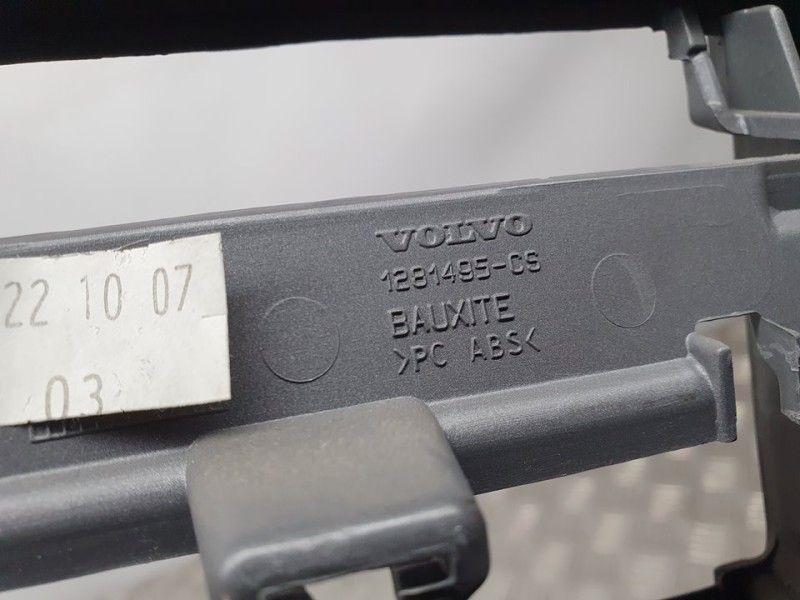 VOLVO
1281495-CS
BAUXITE
>PC ABS<
22 10 07
03